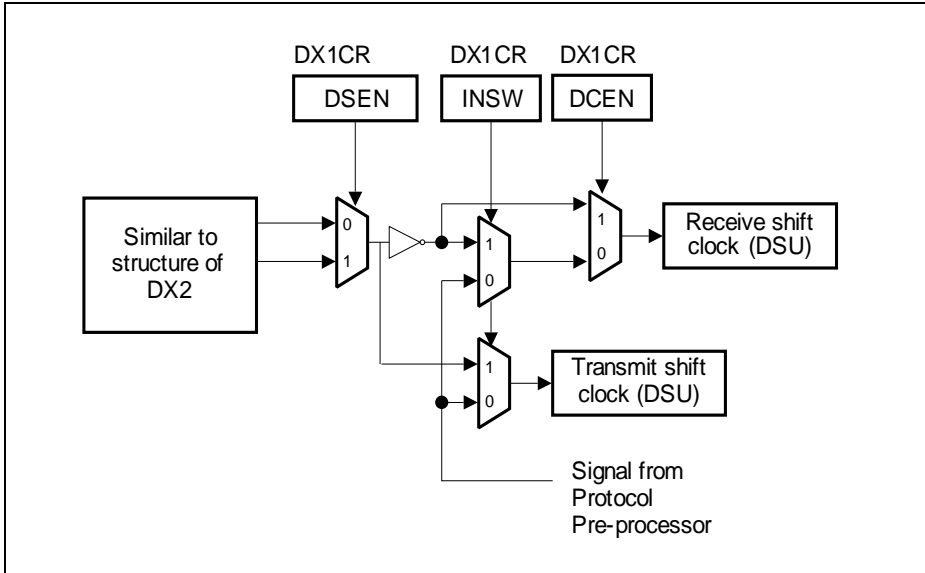 DX1CR DX1CR DX1CR
DSEN INSW DCEN
Similar to
structure of
DX2
0
1
1
0
1
0
Receive shift
clock (DSU)
1
0
Transmit shift
clock (DSU)
Signal from
Protocol
Pre-processor